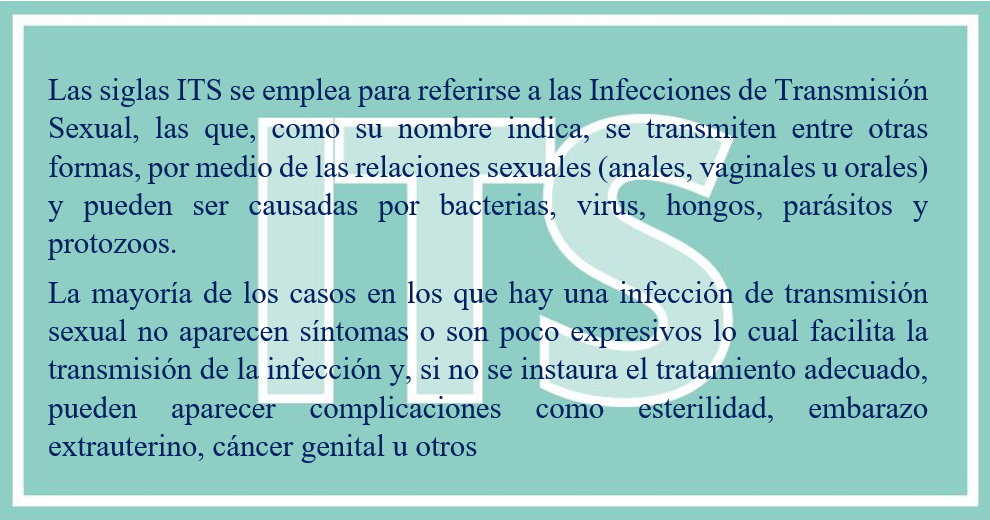 Las siglas ITS se emplea para referirse a las Infecciones de Transmisión
Sexual, las que, como su nombre indica, se transmiten entre otras
formas, por medio de las relaciones sexuales (anales, vaginales u orales)
y pueden ser causadas por bacterias, virus, hongos, parásitos y
protozoos.
La mayoría de los casos en los que hay una infección de transmisión
sexual no aparecen síntomas o son poco expresivos lo cual facilita la
transmisión de la infección y, si no se instaura el tratamiento adecuado,
pueden aparecer complicaciones como esterilidad, embarazo
extrauterino, cáncer genital u otros
ITS